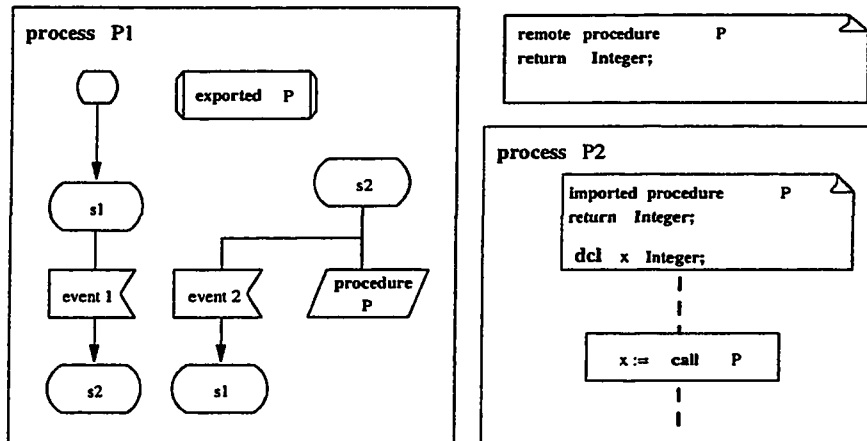 process P1
exported P
s1
s2
event 1
event 2
procedure
P
s2
s1
remote procedure P
return Integer;
process P2
imported procedure P
return Integer;
dcl x Integer;
x := call P